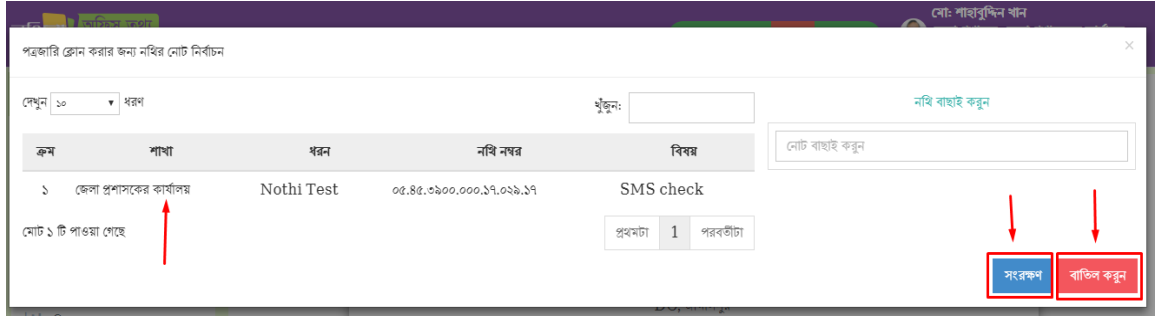 অফিস তথ্য
মো: শাহাবুদ্দিন খান
পত্রজারি ক্লোন করার জন্য নথির নোট নির্বাচন
×
দেখুন ১০ ধরণ
খুঁজুন:
নথি বাছাই করুন
নোট বাছাই করুন
ক্রম শাখা ধরন নথি নম্বর বিষয়
১ জেলা প্রশাসকের কার্যালয় Nothi Test ০৫.৪৫.৩৯০০.০০০.১৭.০২৯.১৭ SMS check
মোট ১ টি পাওয়া গেছে
প্রথমটা 1 পরবর্তীটা
সংরক্ষণ বাতিল করুন